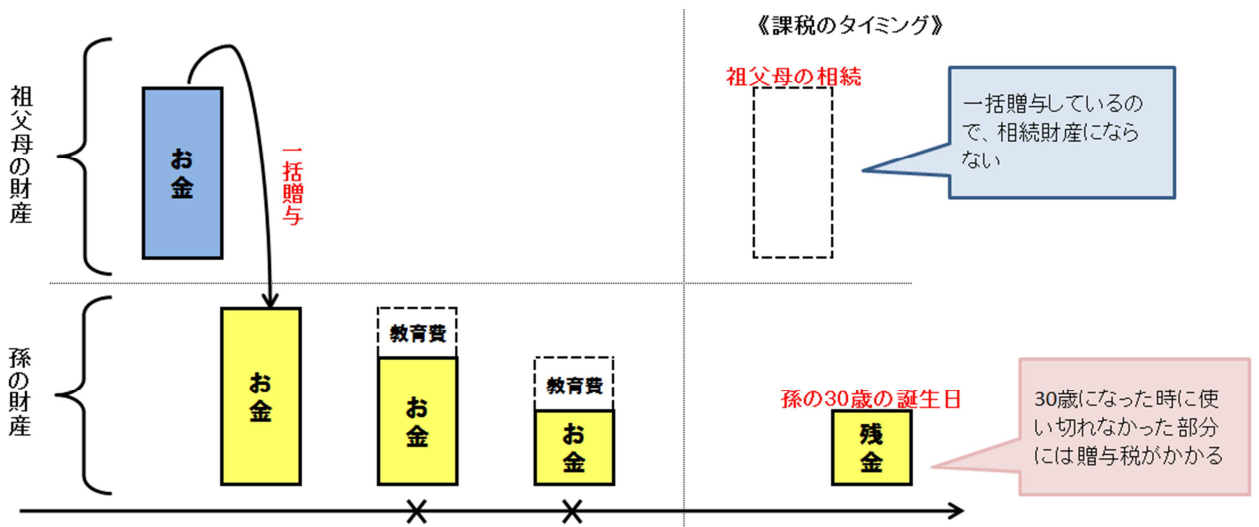 《課税のタイミング》
祖父母の財産
お金
一括贈与
祖父母の相続
一括贈与しているの
で、相続財産になら
ない
孫の財産
お金
教育費
お金
教育費
お金
孫の30歳の誕生日
残金
30歳になった時に使
い切れなかった部分
には贈与税がかかる